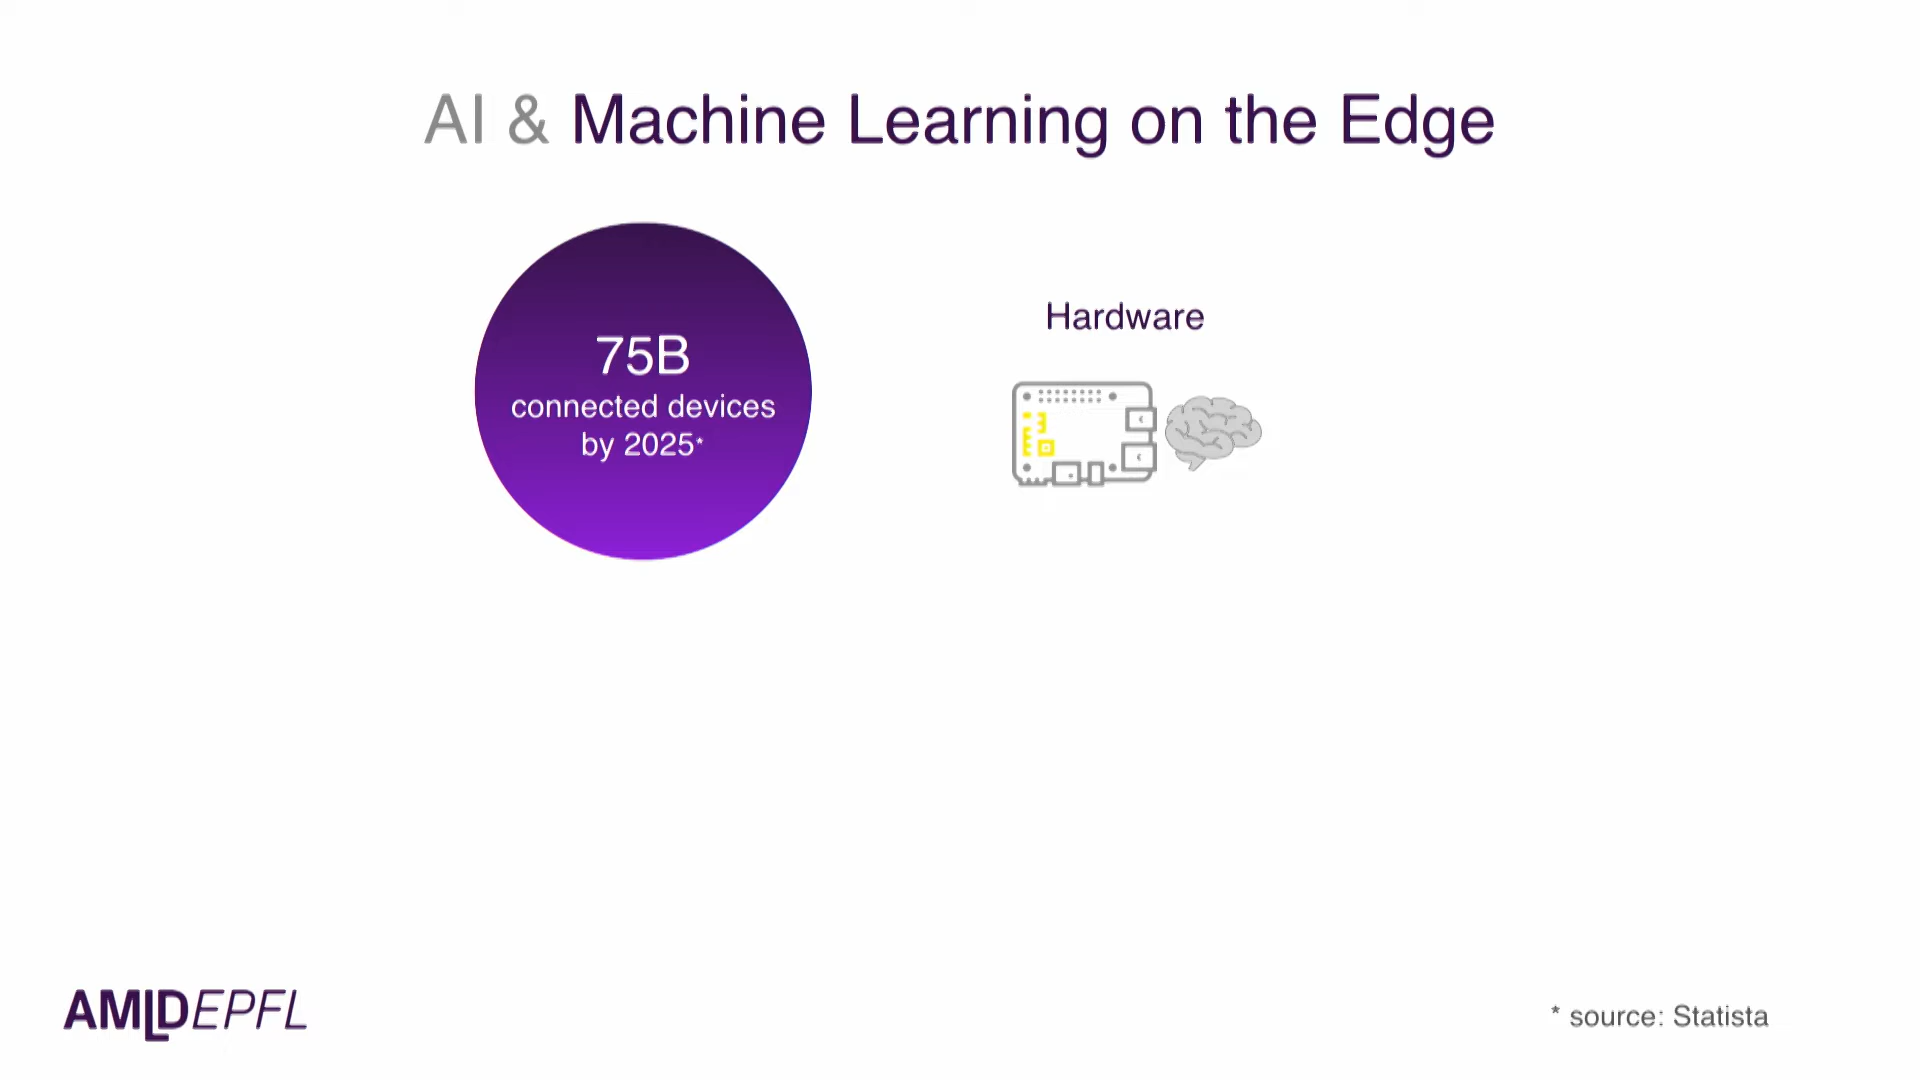 AI & Machine Learning on the Edge
75B
connected devices
by 2025*
Hardware
AMLDEPFL
* source: Statista